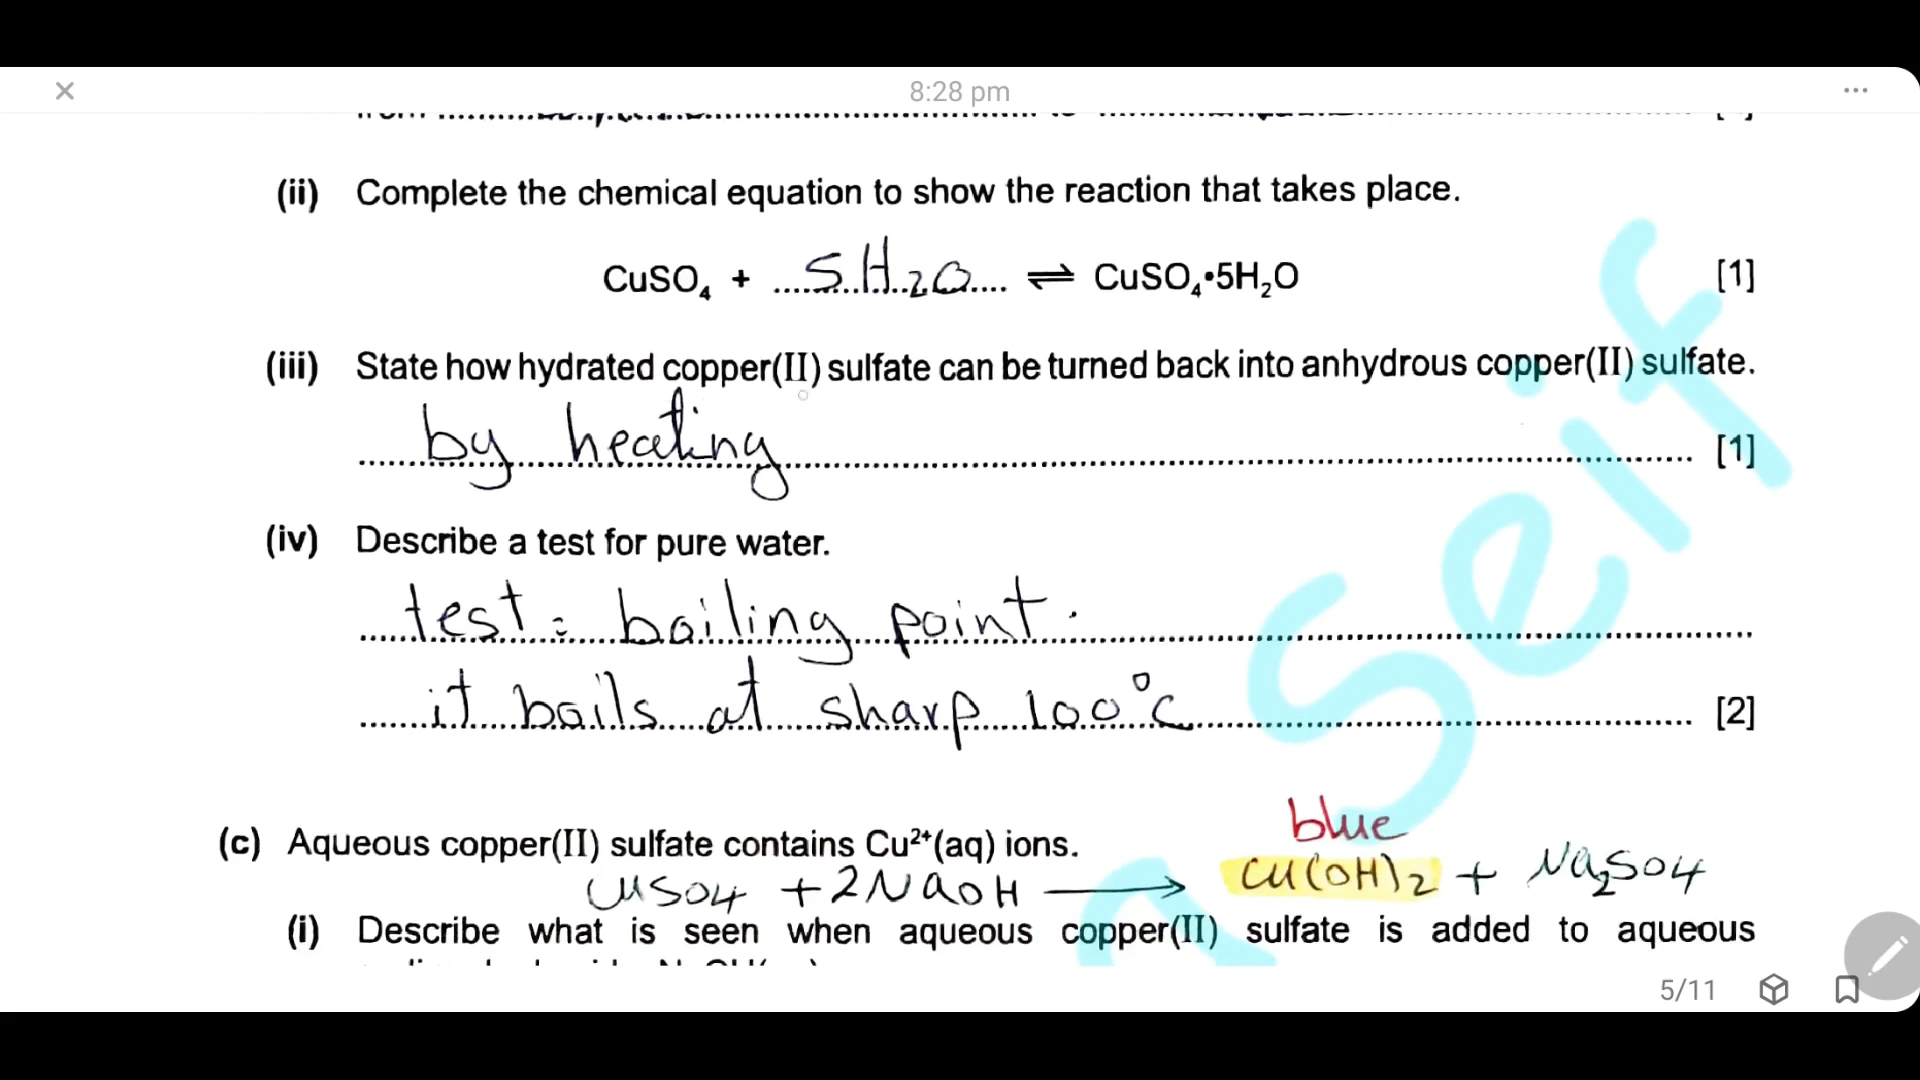 8:28 pm
(ii) Complete the chemical equation to show the reaction that takes place.
CuSO₄ + ...5H₂O... ⇌ CuSO₄•5H₂O [1]
(iii) State how hydrated copper(II) sulfate can be turned back into anhydrous copper(II) sulfate.
by heating [1]
(iv) Describe a test for pure water.
test: boiling point.
it boils at sharp 100°C [2]
blue
(c) Aqueous copper(II) sulfate contains Cu²⁺(aq) ions.
CuSO4 + 2NaOH ⟶ Cu(OH)2 + Na2SO4
(i) Describe what is seen when aqueous copper(II) sulfate is added to aqueous
5/11
Seif